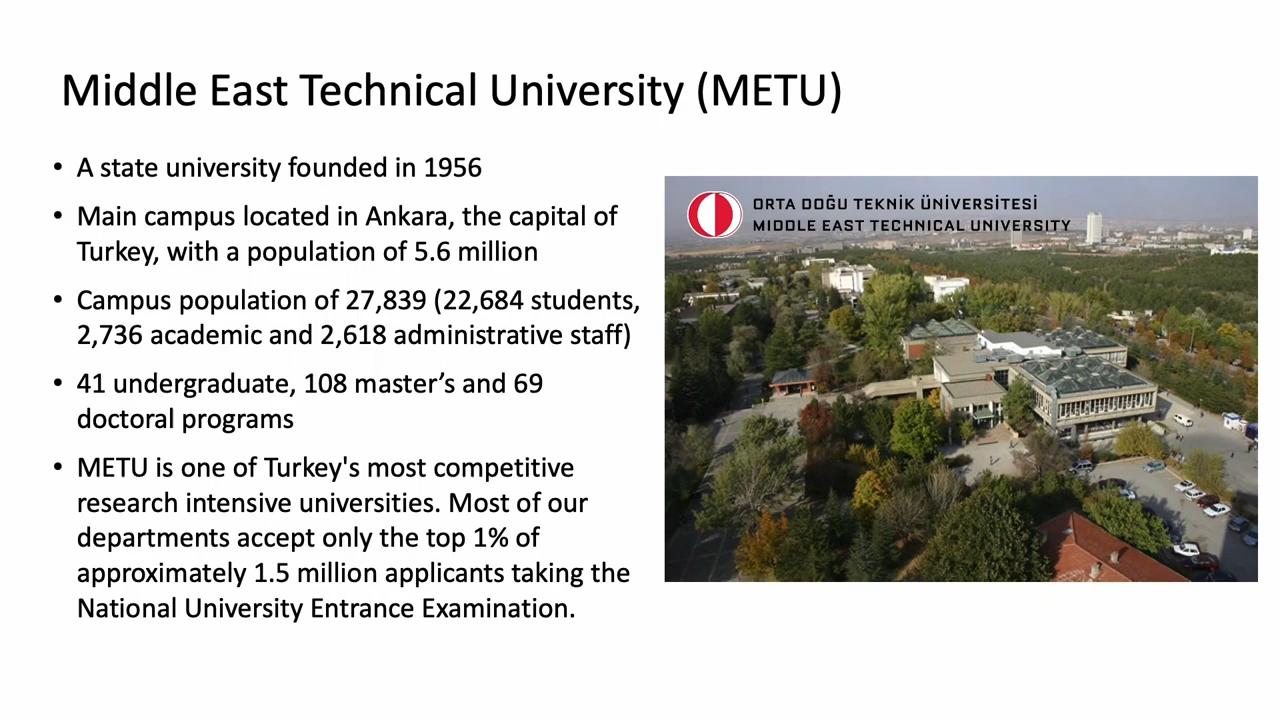 Middle East Technical University (METU)
• A state university founded in 1956
• Main campus located in Ankara, the capital of
Turkey, with a population of 5.6 million
• Campus population of 27,839 (22,684 students,
2,736 academic and 2,618 administrative staff)
• 41 undergraduate, 108 master’s and 69
doctoral programs
• METU is one of Turkey's most competitive
research intensive universities. Most of our
departments accept only the top 1% of
approximately 1.5 million applicants taking the
National University Entrance Examination.
ORTA DOĞU TEKNİK ÜNİVERSİTESİ
MIDDLE EAST TECHNICAL UNIVERSITY